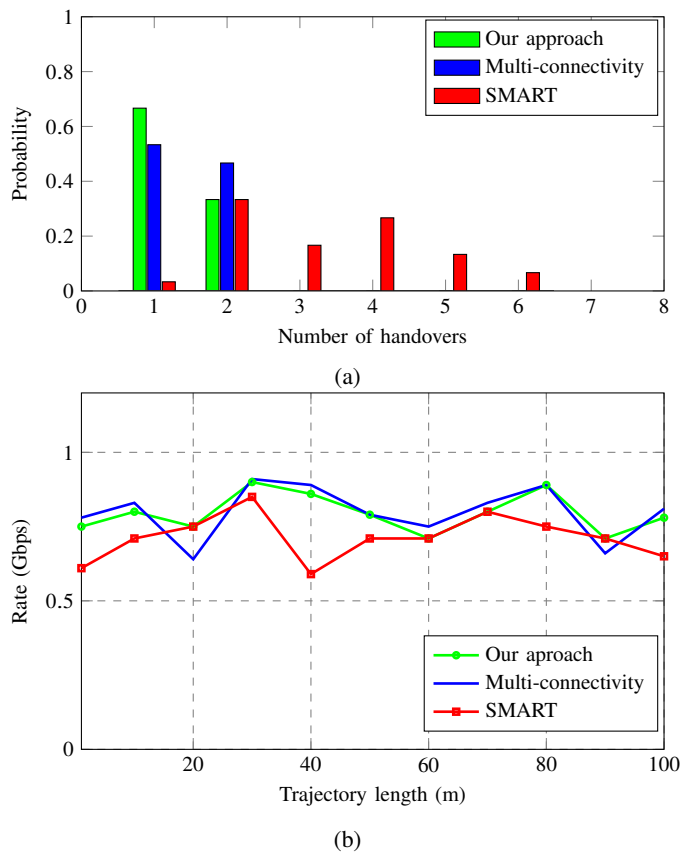 1
0.8
0.6
0.4
0.2
0
Probability
Our approach
Multi-connectivity
SMART
0 1 2 3 4 5 6 7 8
Number of handovers
(a)
1
0.5
0
Rate (Gbps)
Our aproach
Multi-connectivity
SMART
20 40 60 80 100
Trajectory length (m)
(b)